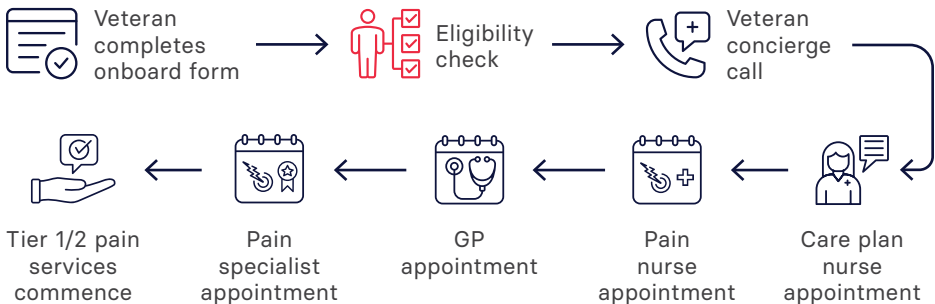 Veteran
completes
onboard form
Eligibility
check
Veteran
concierge
call
Care plan
nurse
appointment
Pain
nurse
appointment
GP
appointment
Pain
specialist
appointment
Tier 1/2 pain
services
commence